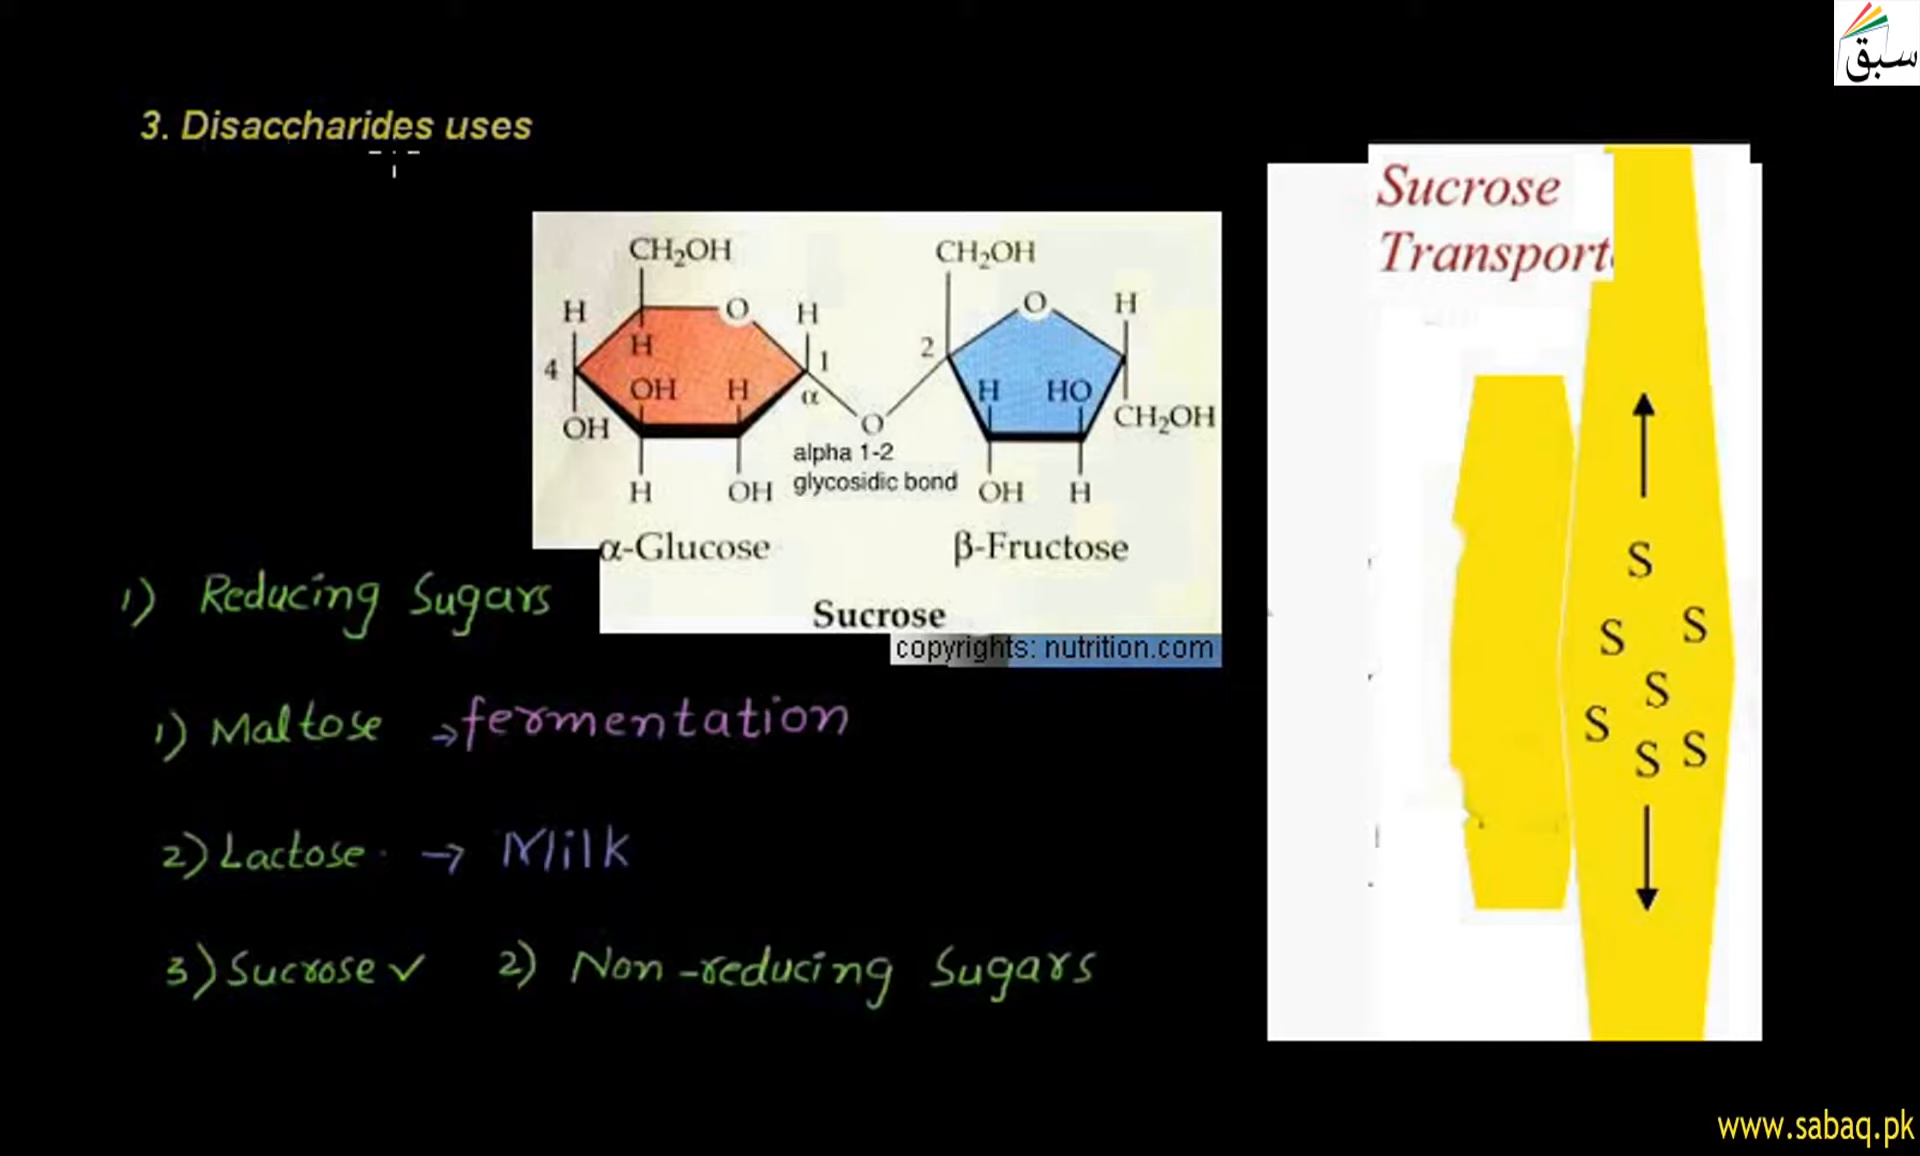 سبق
3. Disaccharides uses
Sucrose
Transport
CH₂OH
CH₂OH
H
O
H
O
H
4
H
1
2
OH
H
α
H
HO
CH₂OH
OH
O
alpha 1-2
glycosidic bond
H
OH
OH
H
α-Glucose
β-Fructose
Sucrose
copyrights: nutrition.com
1) Reducing Sugars
1) Maltose → fermentation
2) Lactose → Milk
3) Sucrose ✓ 2) Non-reducing Sugars
S
S
S
S
S
S
S
www.sabaq.pk